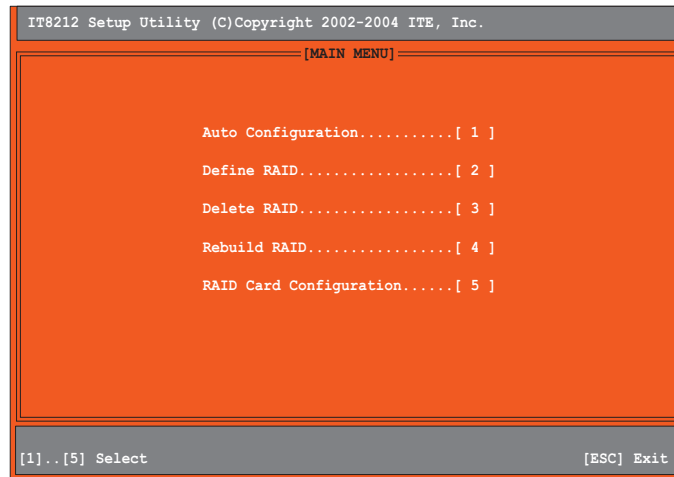 IT8212 Setup Utility (C)Copyright 2002-2004 ITE, Inc.
[MAIN MENU]
Auto Configuration...........[ 1 ]
Define RAID..................[ 2 ]
Delete RAID..................[ 3 ]
Rebuild RAID.................[ 4 ]
RAID Card Configuration......[ 5 ]
[1]..[5] Select [ESC] Exit